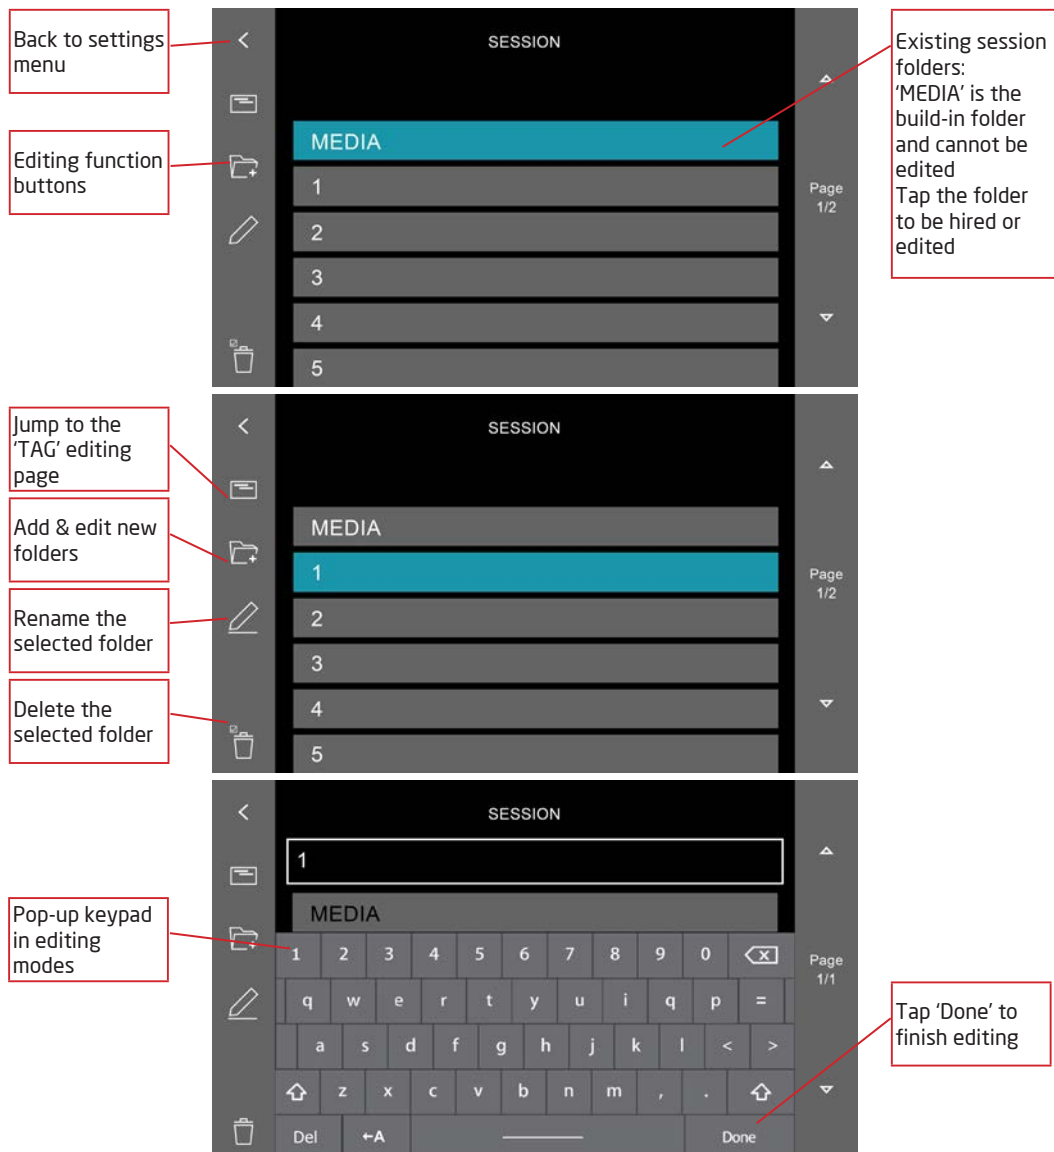 Back to settings
menu
Editing function
buttons
SESSION
MEDIA
1
2
3
4
5
Page
1/2
Existing session
folders:
‘MEDIA’ is the
build-in folder
and cannot be
edited
Tap the folder
to be hired or
edited
Jump to the
‘TAG’ editing
page
Add & edit new
folders
Rename the
selected folder
Delete the
selected folder
SESSION
MEDIA
1
2
3
4
5
Page
1/2
Pop-up keypad
in editing
modes
SESSION
1
MEDIA
1 2 3 4 5 6 7 8 9 0 X
q w e r t y u i q p =
a s d f g h j k l < >
z x c v b n m , .
Del ←A Done
Page
1/1
Tap ‘Done’ to
finish editing